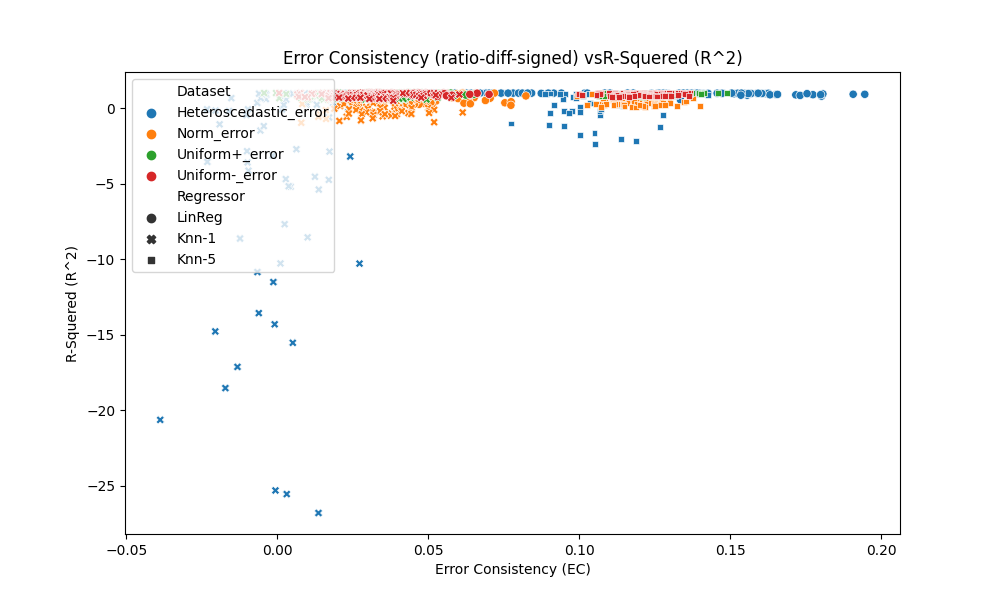 Error Consistency (ratio-diff-signed) vsR-Squered (R^2)
Dataset
Heteroscedastic_error
Norm_error
Uniform+_error
Uniform-_error
Regressor
LinReg
Knn-1
Knn-5
R-Squered (R^2)
0
−5
−10
−15
−20
−25
−0.05 0.00 0.05 0.10 0.15 0.20
Error Consistency (EC)